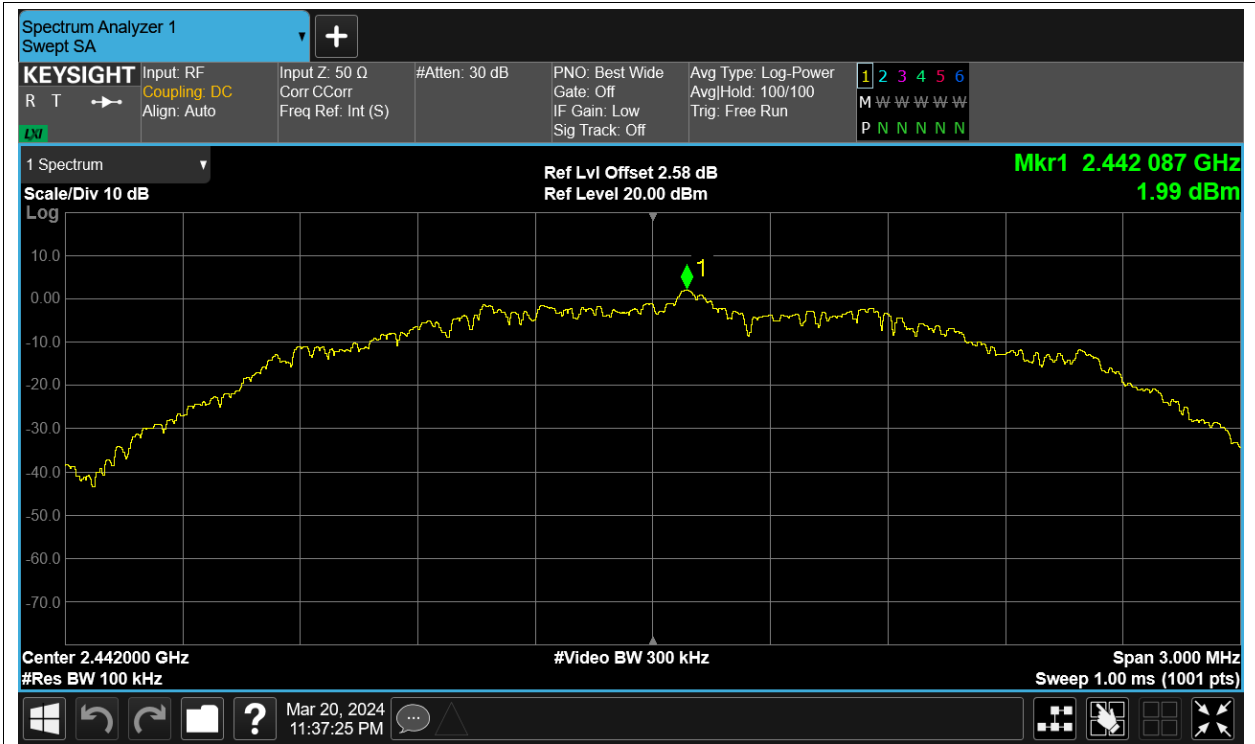 Spectrum Analyzer 1
Swept SA
KEYSIGHT
R T
LXI
Input: RF
Coupling: DC
Align: Auto
Input Z: 50 Ω
Corr CCorr
Freq Ref: Int (S)
#Atten: 30 dB
PNO: Best Wide
Gate: Off
IF Gain: Low
Sig Track: Off
Avg Type: Log-Power
Avg|Hold: 100/100
Trig: Free Run
1 2 3 4 5 6
M W W W W W
P N N N N N
1 Spectrum
Scale/Div 10 dB
Log
Ref Lvl Offset 2.58 dB
Ref Level 20.00 dBm
Mkr1 2.442 087 GHz
1.99 dBm
1
10.0
0.00
-10.0
-20.0
-30.0
-40.0
-50.0
-60.0
-70.0
Center 2.442000 GHz
#Video BW 300 kHz
Span 3.000 MHz
#Res BW 100 kHz
Sweep 1.00 ms (1001 pts)
?
Mar 20, 2024
11:37:25 PM